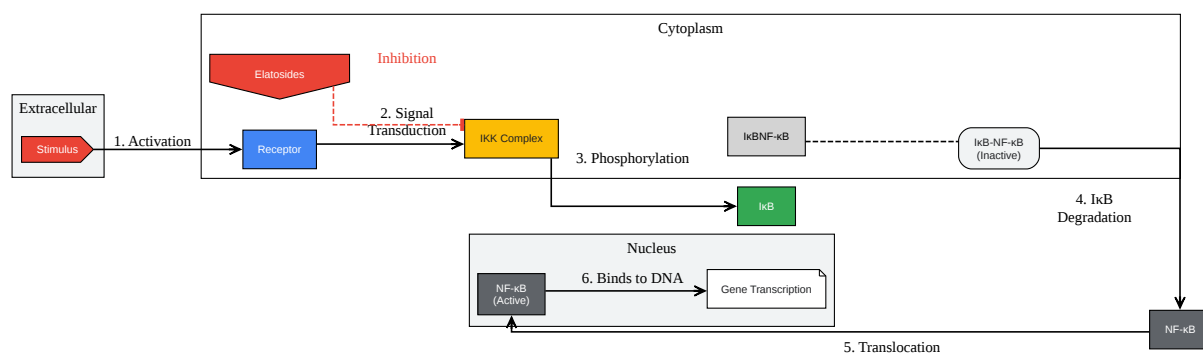 Cytoplasm
Inhibition
Elatosides
Extracellular
2. Signal
Transduction
1. Activation
Stimulus
Receptor
IKK Complex
IκBNF-κB
IκB-NF-κB
(Inactive)
3. Phosphorylation
IκB
4. IκB
Degradation
Nucleus
6. Binds to DNA
NF-κB
(Active)
Gene Transcription
NF-κB
5. Translocation